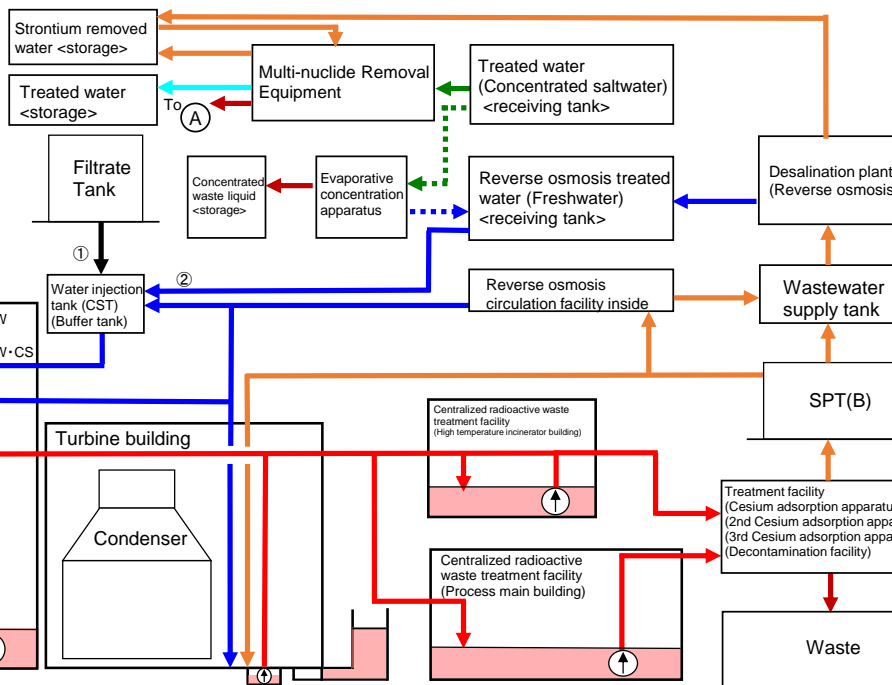 Strontium removed
water <storage>
Multi-nuclide Removal
Equipment
Treated water
(Concentrated saltwater)
<receiving tank>
Treated water
<storage>
To
A
Filtrate
Tank
Concentrated
waste liquid
<storage>
Evaporative
concentration
apparatus
Reverse osmosis treated
water (Freshwater)
<receiving tank>
Desalination plant
(Reverse osmosis
①
②
Water injection
tank (CST)
(Buffer tank)
Reverse osmosis
circulation facility inside
Wastewater
supply tank
W
W・CS
SPT(B)
Turbine building
Condenser
Centralized radioactive waste
treatment facility
(High temperature incinerator building)
Centralized radioactive
waste treatment facility
(Process main building)
Treatment facility
(Cesium adsorption apparatu
(2nd Cesium adsorption appa
(3rd Cesium adsorption appa
(Decontamination facility)
Waste